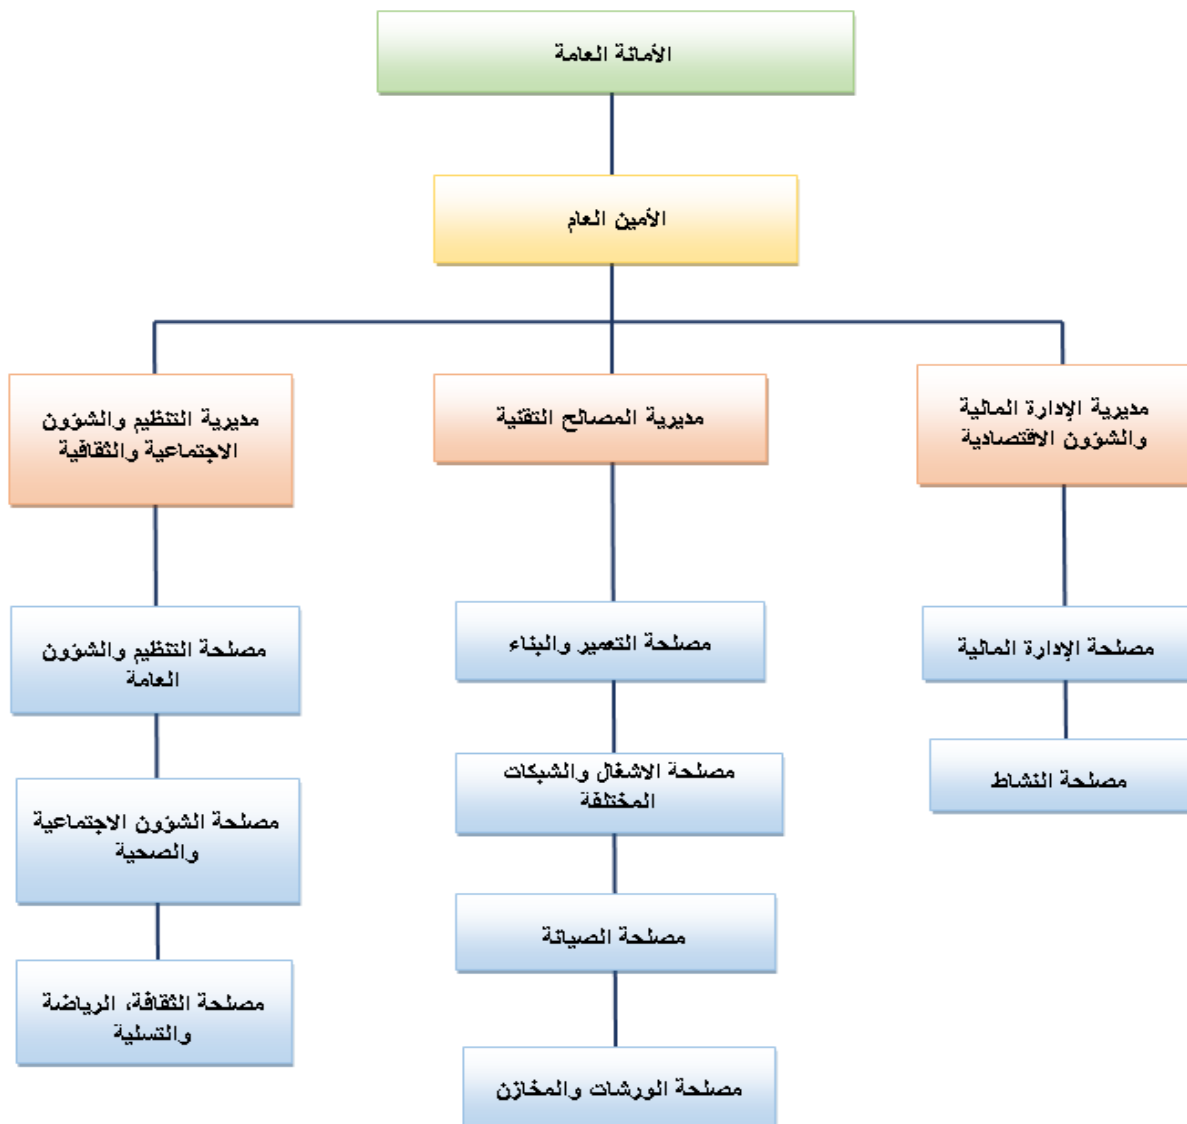 الأمانة العامة
الأمين العام
مديرية الإدارة المالية
والشؤون الاقتصادية
مديرية المصالح التقنية
مديرية التنظيم والشؤون
الاجتماعية والثقافية
مصلحة الإدارة المالية
مصلحة النشاط
مصلحة التعمير والبناء
مصلحة الاشغال والشبكات
المختلفة
مصلحة الصيانة
مصلحة الورشات والمخازن
مصلحة التنظيم والشؤون
العامة
مصلحة الشؤون الاجتماعية
والصحية
مصلحة الثقافة، الرياضة
والتسلية